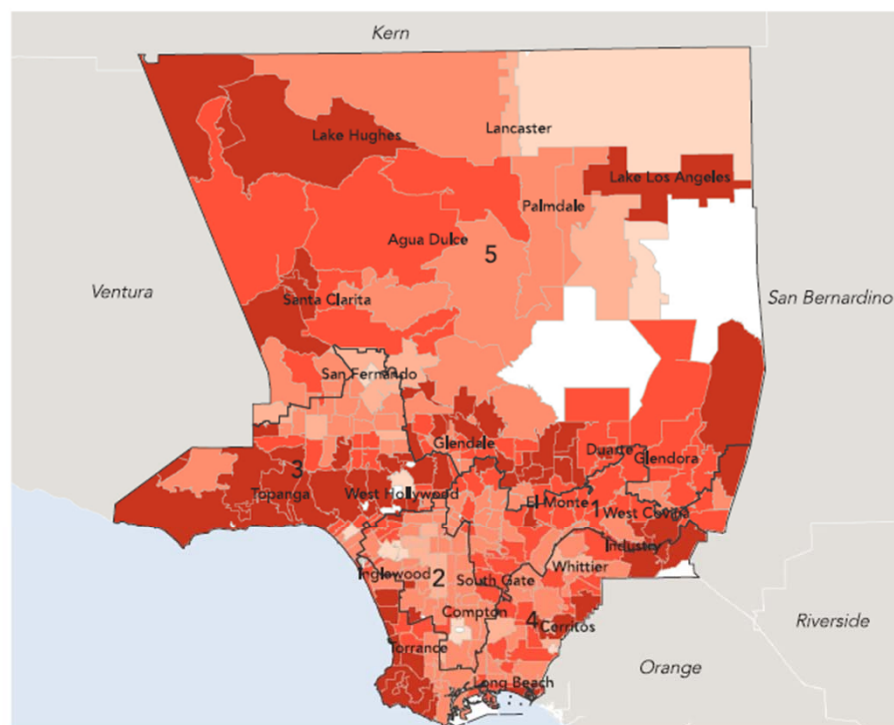 Kern
Lake Hughes
Lancaster
Lake Los Angeles
Palmdale
Agua Dulce
5
Ventura
Santa Clarita
San Bernardino
San Fernando
Glendale
Duarte
Glendora
3
Topanga
West Hollywood
El Monte
1
West Covina
Industry
Inglewood
2
South Gate
Whittier
Compton
4
Cerritos
Torrance
Riverside
Orange
Long Beach